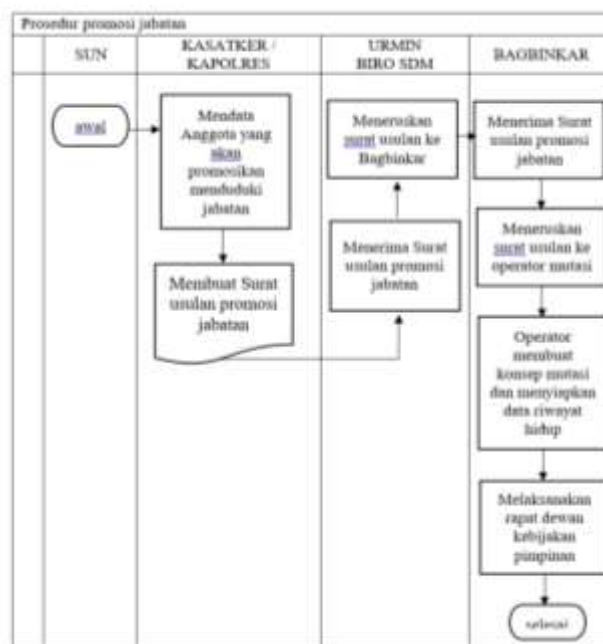 Prosedur promosi jabatan
SUN
KASATKER /
KAPOLRES
URMIN
BIRO SDM
BAGBINKAR
awal
Mendata
Anggota yang
akan
promosikan
menduduki
jabatan
Membuat Surat
usulan promosi
jabatan
Meneruskan
surat usulan ke
Bagbinkar
Menerima Surat
usulan promosi
jabatan
Menerima Surat
usulan promosi
jabatan
Meneruskan
surat usulan ke
operator mutasi
Operator
membuat
konsep mutasi
dan menyiapkan
data riwayat
hidup
Melaksanakan
rapat dewan
kebijakan
pimpinan
selesai